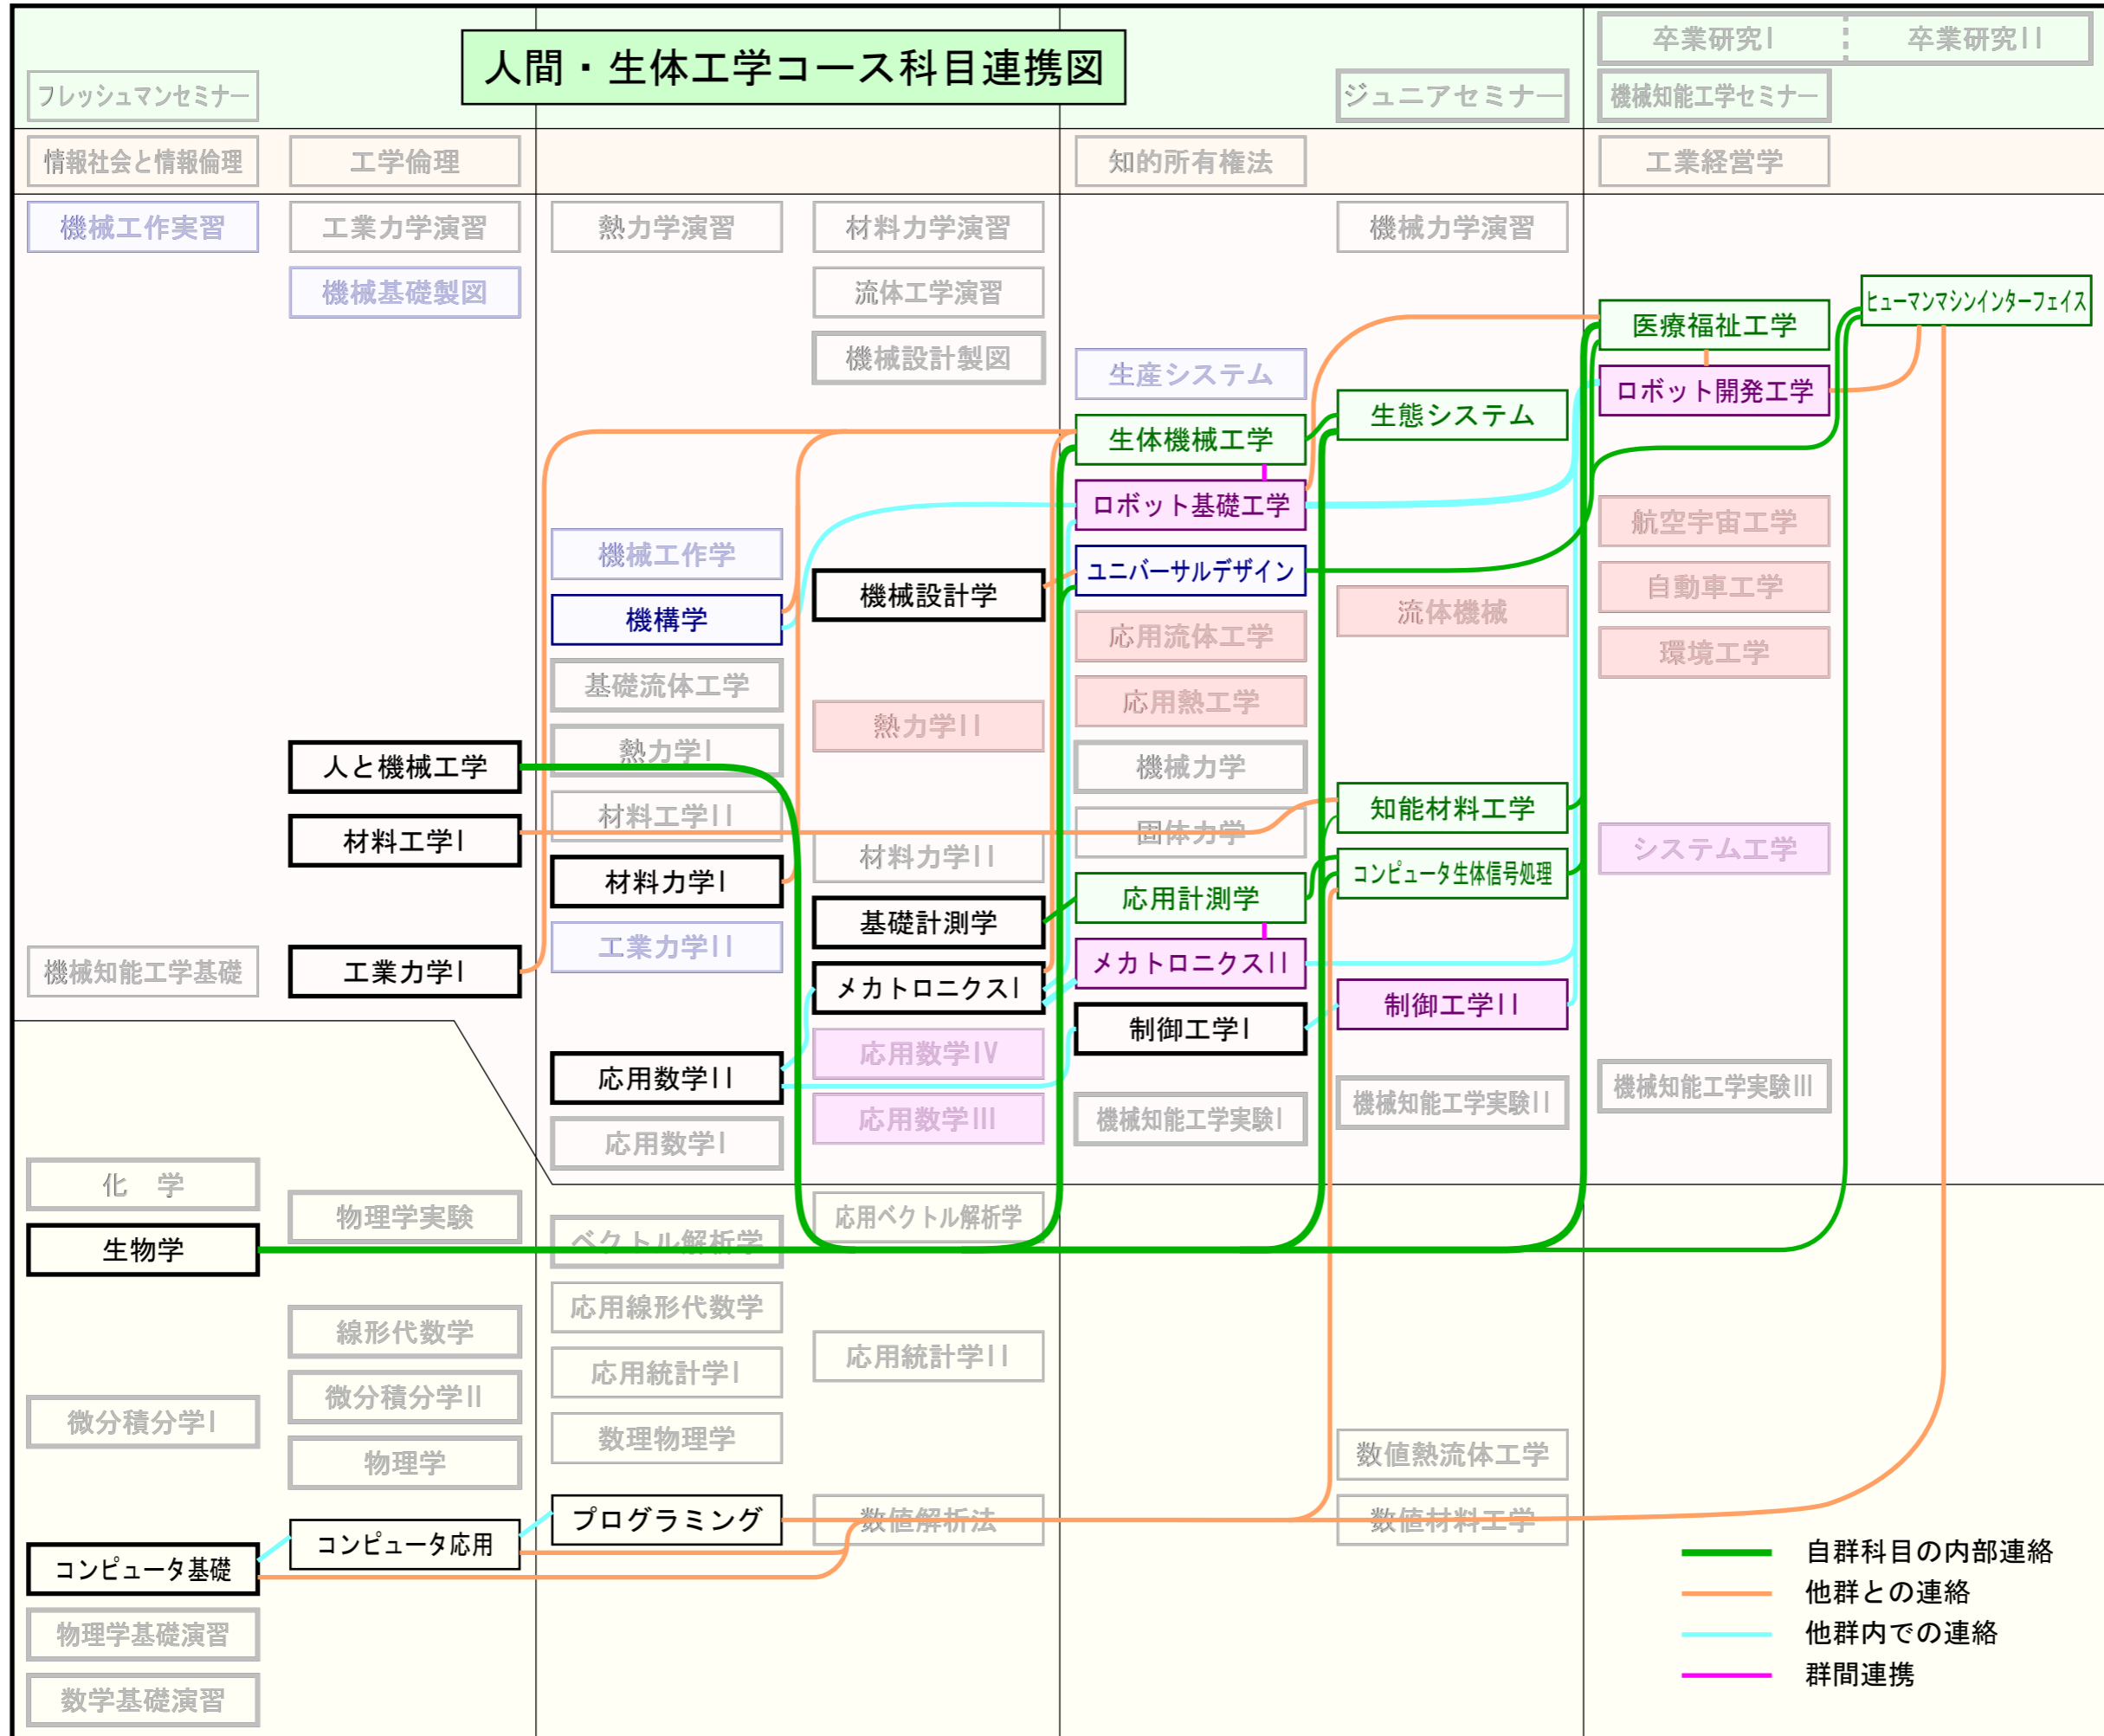 人間・生体工学コース科目連携図
卒業研究I
卒業研究II
フレッシュマンセミナー
ジュニアセミナー
機械知能工学セミナー
情報社会と情報倫理
工学倫理
知的所有権法
工業経営学
機械工作実習
工業力学演習
熱力学演習
材料力学演習
機械力学演習
機械基礎製図
流体工学演習
ヒューマンマシンインターフェイス
医療福祉工学
機械設計製図
生産システム
ロボット開発工学
生体機械工学
生態システム
ロボット基礎工学
航空宇宙工学
機械工作学
ユニバーサルデザイン
機械設計学
自動車工学
機構学
応用流体工学
流体機械
環境工学
基礎流体工学
応用熱工学
熱力学II
人と機械工学
熱力学I
機械力学
材料工学II
知能材料工学
材料工学I
固体力学
材料力学II
システム工学
材料力学I
応用計測学
コンピュータ生体信号処理
基礎計測学
工業力学II
メカトロニクスII
機械知能工学基礎
工業力学I
メカトロニクスI
制御工学II
制御工学I
応用数学IV
応用数学II
機械知能工学実験III
応用数学III
機械知能工学実験I
機械知能工学実験II
応用数学I
化　学
物理学実験
応用ベクトル解析学
生物学
ベクトル解析学
応用線形代数学
線形代数学
応用統計学II
応用統計学I
微分積分学II
微分積分学I
数理物理学
物理学
数値熱流体工学
プログラミング
数値解析法
数値材料工学
コンピュータ応用
コンピュータ基礎
物理学基礎演習
数学基礎演習
自群科目の内部連絡
他群との連絡
他群内での連絡
群間連携